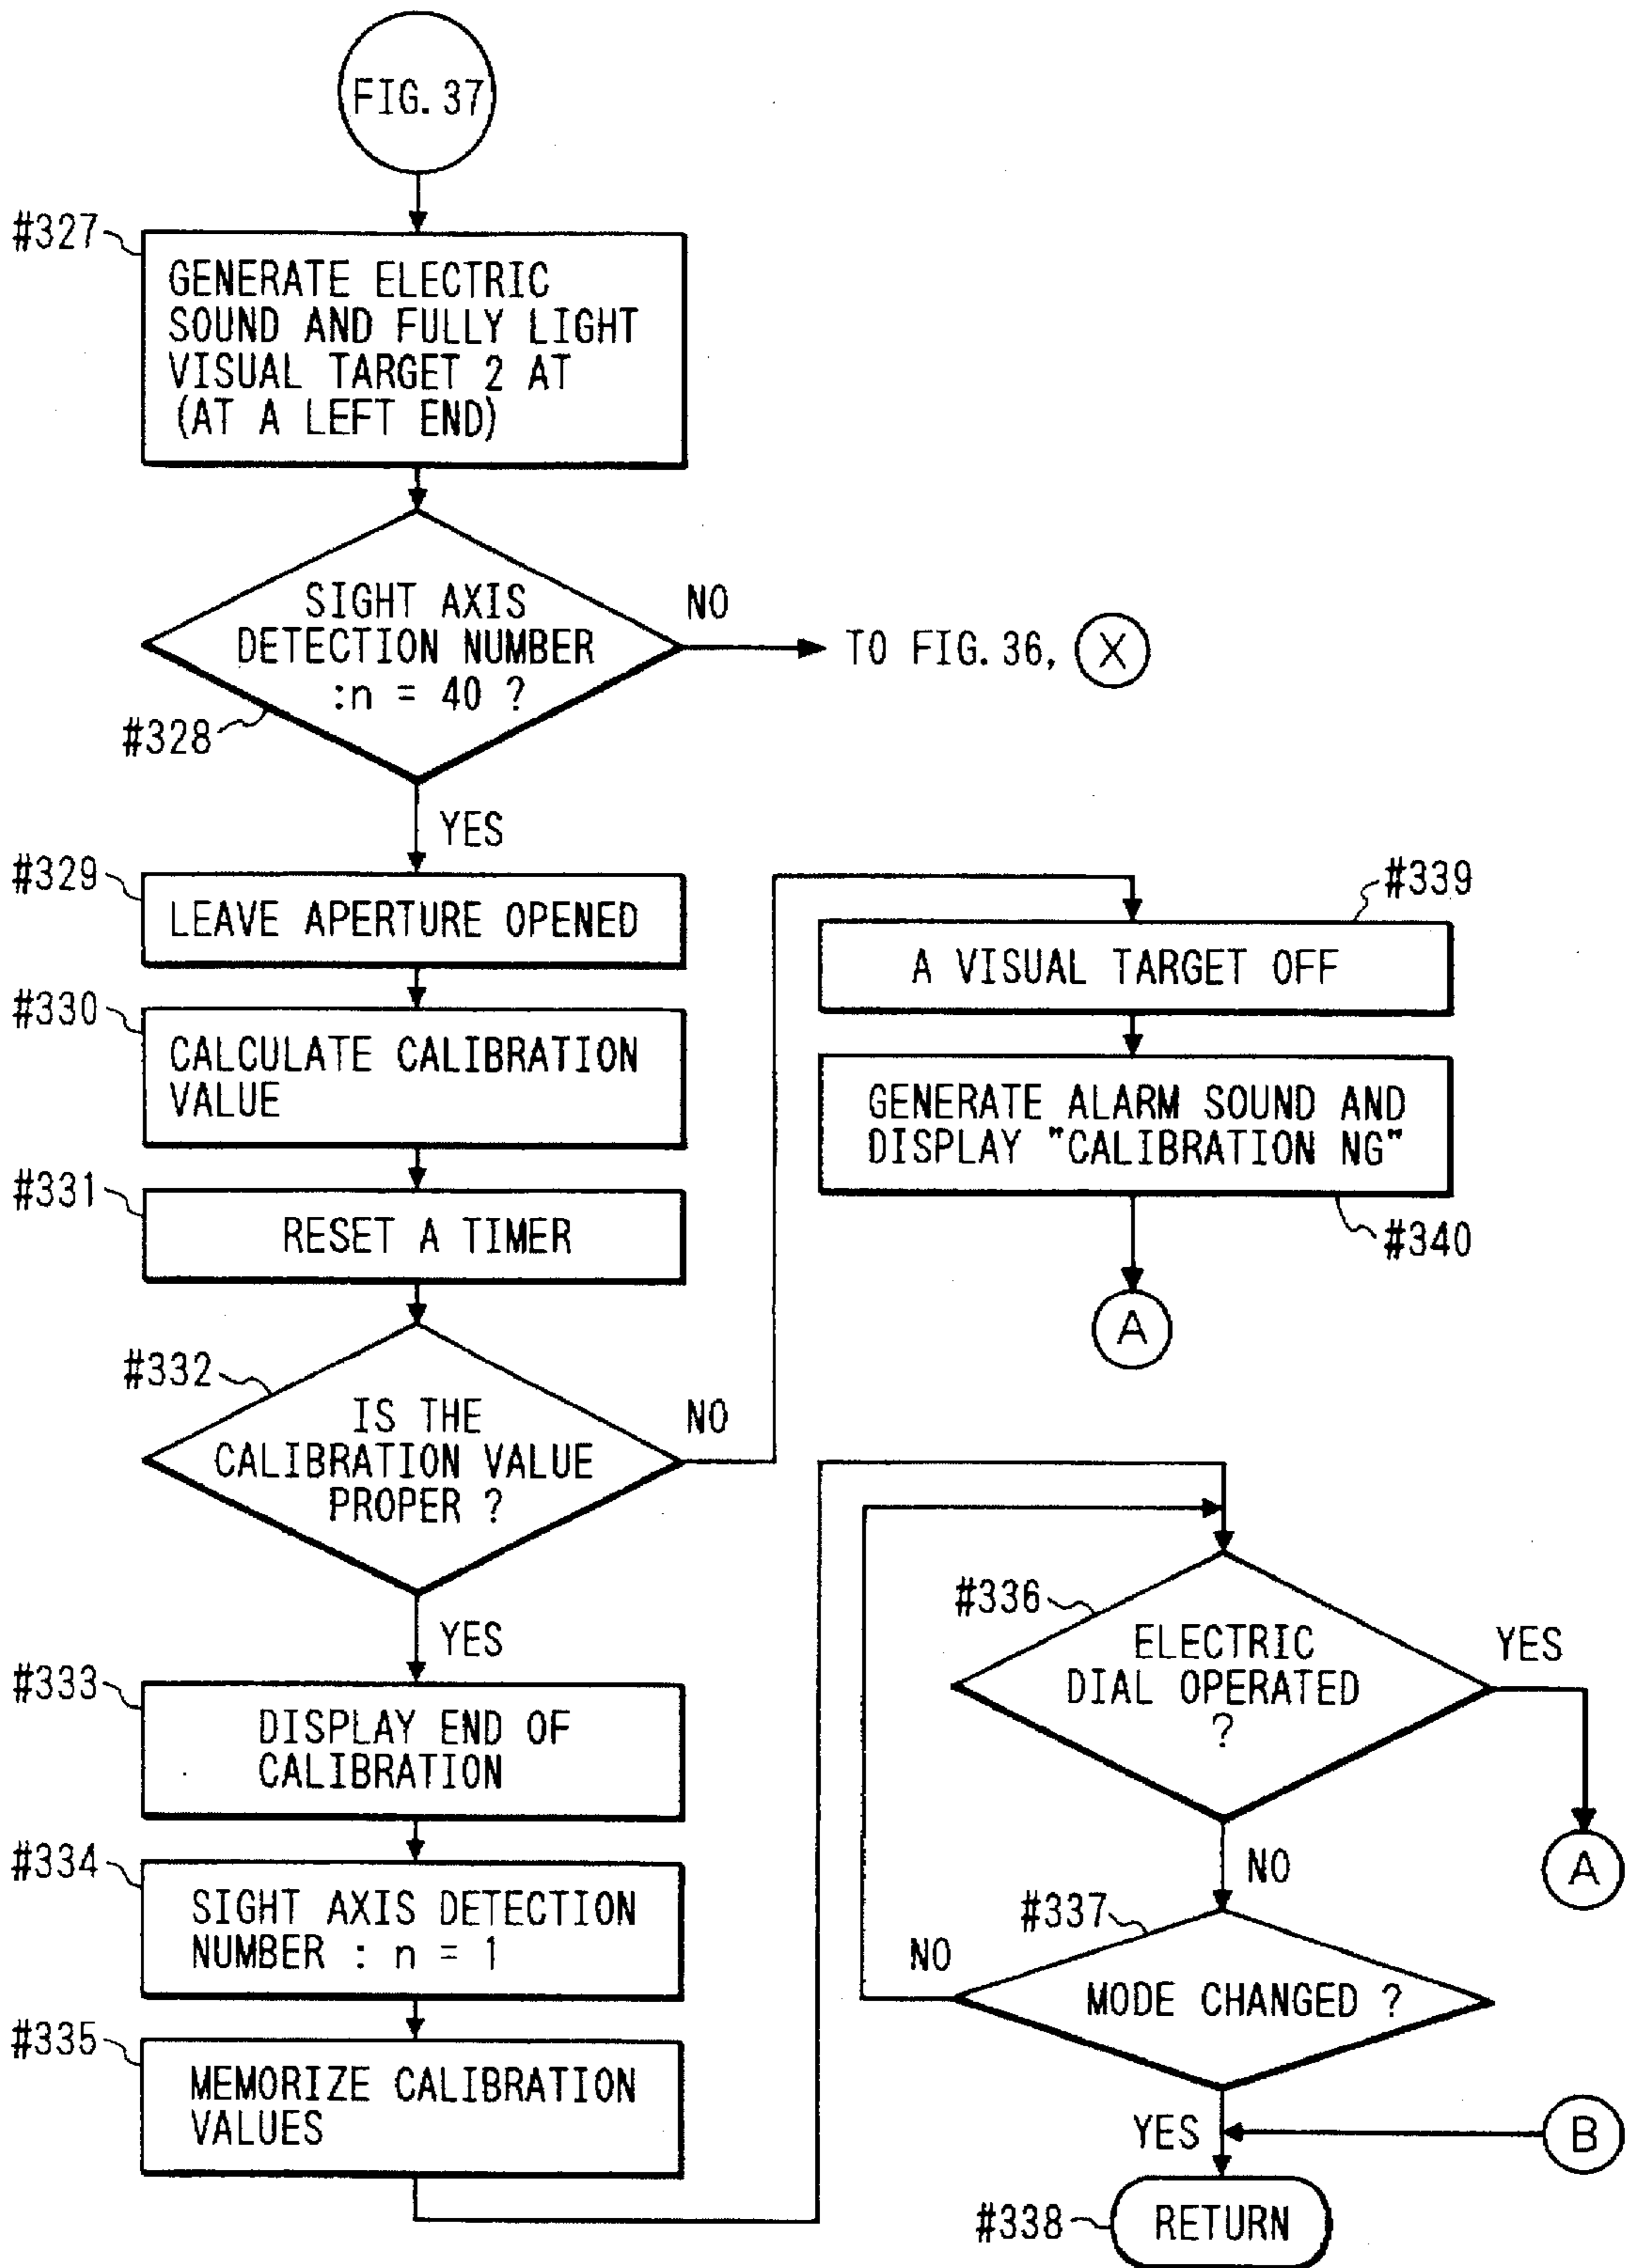 FIG. 37
#327
GENERATE ELECTRIC
SOUND AND FULLY LIGHT
VISUAL TARGET 2 AT
(AT A LEFT END)
SIGHT AXIS
DETECTION NUMBER
:n = 40 ?
#328
NO
TO FIG. 36, X
YES
#329
LEAVE APERTURE OPENED
#330
CALCULATE CALIBRATION
VALUE
#331
RESET A TIMER
#332
IS THE
CALIBRATION VALUE
PROPER ?
NO
YES
#333
DISPLAY END OF
CALIBRATION
#334
SIGHT AXIS DETECTION
NUMBER : n = 1
#335
MEMORIZE CALIBRATION
VALUES
#339
A VISUAL TARGET OFF
GENERATE ALARM SOUND AND
DISPLAY "CALIBRATION NG"
#340
A
#336
ELECTRIC
DIAL OPERATED
?
YES
A
NO
#337
MODE CHANGED ?
NO
YES
B
#338
RETURN